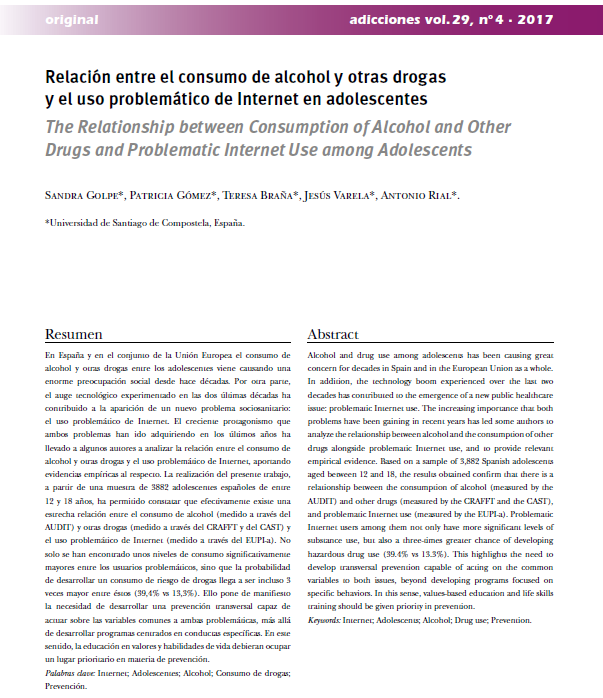 original
adicciones vol. 29, nº 4 · 2017
Relación entre el consumo de alcohol y otras drogas
y el uso problemático de Internet en adolescentes
The Relationship between Consumption of Alcohol and Other
Drugs and Problematic Internet Use among Adolescents
Sandra Golpe*, Patricia Gómez*, Teresa Braña*, Jesús Varela*, Antonio Rial*.
*Universidad de Santiago de Compostela, España.
Resumen
En España y en el conjunto de la Unión Europea el consumo de
alcohol y otras drogas entre los adolescentes viene causando una
enorme preocupación social desde hace décadas. Por otra parte,
el auge tecnológico experimentado en las dos últimas décadas ha
contribuido a la aparición de un nuevo problema sociosanitario:
el uso problemático de Internet. El creciente protagonismo que
ambos problemas han ido adquiriendo en los últimos años ha
llevado a algunos autores a analizar la relación entre el consumo de
alcohol y otras drogas y el uso problemático de Internet, aportando
evidencias empíricas al respecto. La realización del presente trabajo,
a partir de una muestra de 3882 adolescentes españoles de entre
12 y 18 años, ha permitido constatar que efectivamente existe una
estrecha relación entre el consumo de alcohol (medido a través del
AUDIT) y otras drogas (medido a través del CRAFFT y del CAST) y
el uso problemático de Internet (medido a través del EUPI-a). No
solo se han encontrado unos niveles de consumo significativamente
mayores entre los usuarios problemáticos, sino que la probabilidad
de desarrollar un consumo de riesgo de drogas llega a ser incluso 3
veces mayor entre éstos (39,4% vs 13,3%). Ello pone de manifiesto
la necesidad de desarrollar una prevención transversal capaz de
actuar sobre las variables comunes a ambas problemáticas, más allá
de desarrollar programas centrados en conductas específicas. En ese
sentido, la educación en valores y habilidades de vida debieran ocupar
un lugar prioritario en materia de prevención.
Palabras clave: Internet; Adolescentes; Alcohol; Consumo de drogas;
Prevención.
Abstract
Alcohol and drug use among adolescents has been causing great
concern for decades in Spain and in the European Union as a whole.
In addition, the technology boom experienced over the last two
decades has contributed to the emergence of a new public healthcare
issue: problematic Internet use. The increasing importance that both
problems have been gaining in recent years has led some authors to
analyze the relationship between alcohol and the consumption of other
drugs alongside problematic Internet use, and to provide relevant
empirical evidence. Based on a sample of 3,882 Spanish adolescents
aged between 12 and 18, the results obtained confirm that there is a
relationship between the consumption of alcohol (measured by the
AUDIT) and other drugs (measured by the CRAFFT and the CAST),
and problematic Internet use (measured by the EUPI-a). Problematic
Internet users among them not only have more significant levels of
substance use, but also a three-times greater chance of developing
hazardous drug use (39.4% vs 13.3%). This highlights the need to
develop transversal prevention capable of acting on the common
variables to both issues, beyond developing programs focused on
specific behaviors. In this sense, values-based education and life skills
training should be given priority in prevention.
Keywords: Internet; Adolescents; Alcohol; Drug use; Prevention.